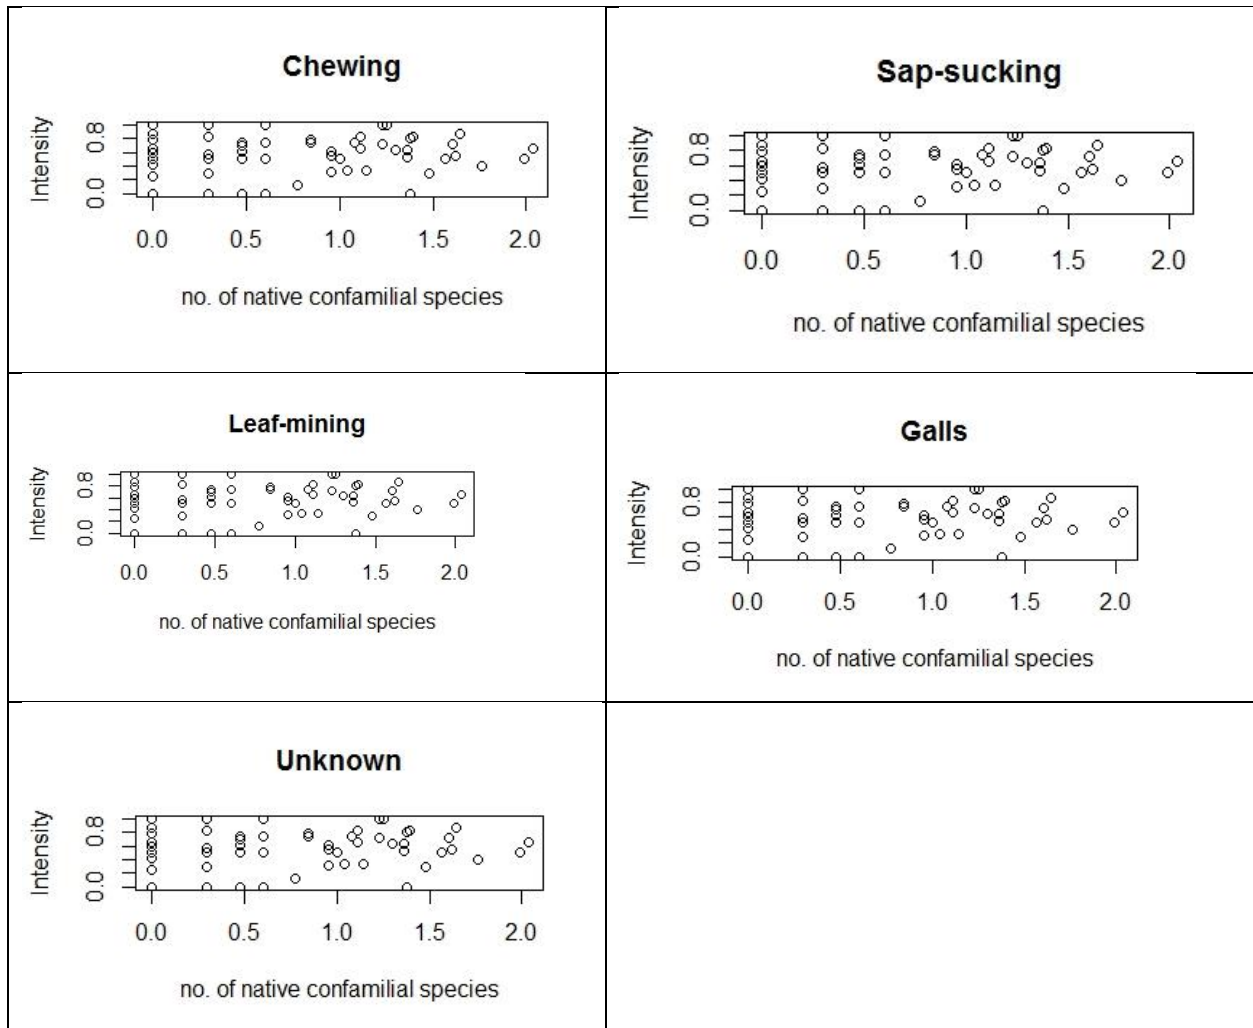 Chewing
Intensity
0.8
0.0
0.0 0.5 1.0 1.5 2.0
no. of native confamilial species
Sap-sucking
Intensity
0.8
0.0
0.0 0.5 1.0 1.5 2.0
no. of native confamilial species
Leaf-mining
Intensity
0.8
0.0
0.0 0.5 1.0 1.5 2.0
no. of native confamilial species
Galls
Intensity
0.8
0.0
0.0 0.5 1.0 1.5 2.0
no. of native confamilial species
Unknown
Intensity
0.8
0.0
0.0 0.5 1.0 1.5 2.0
no. of native confamilial species